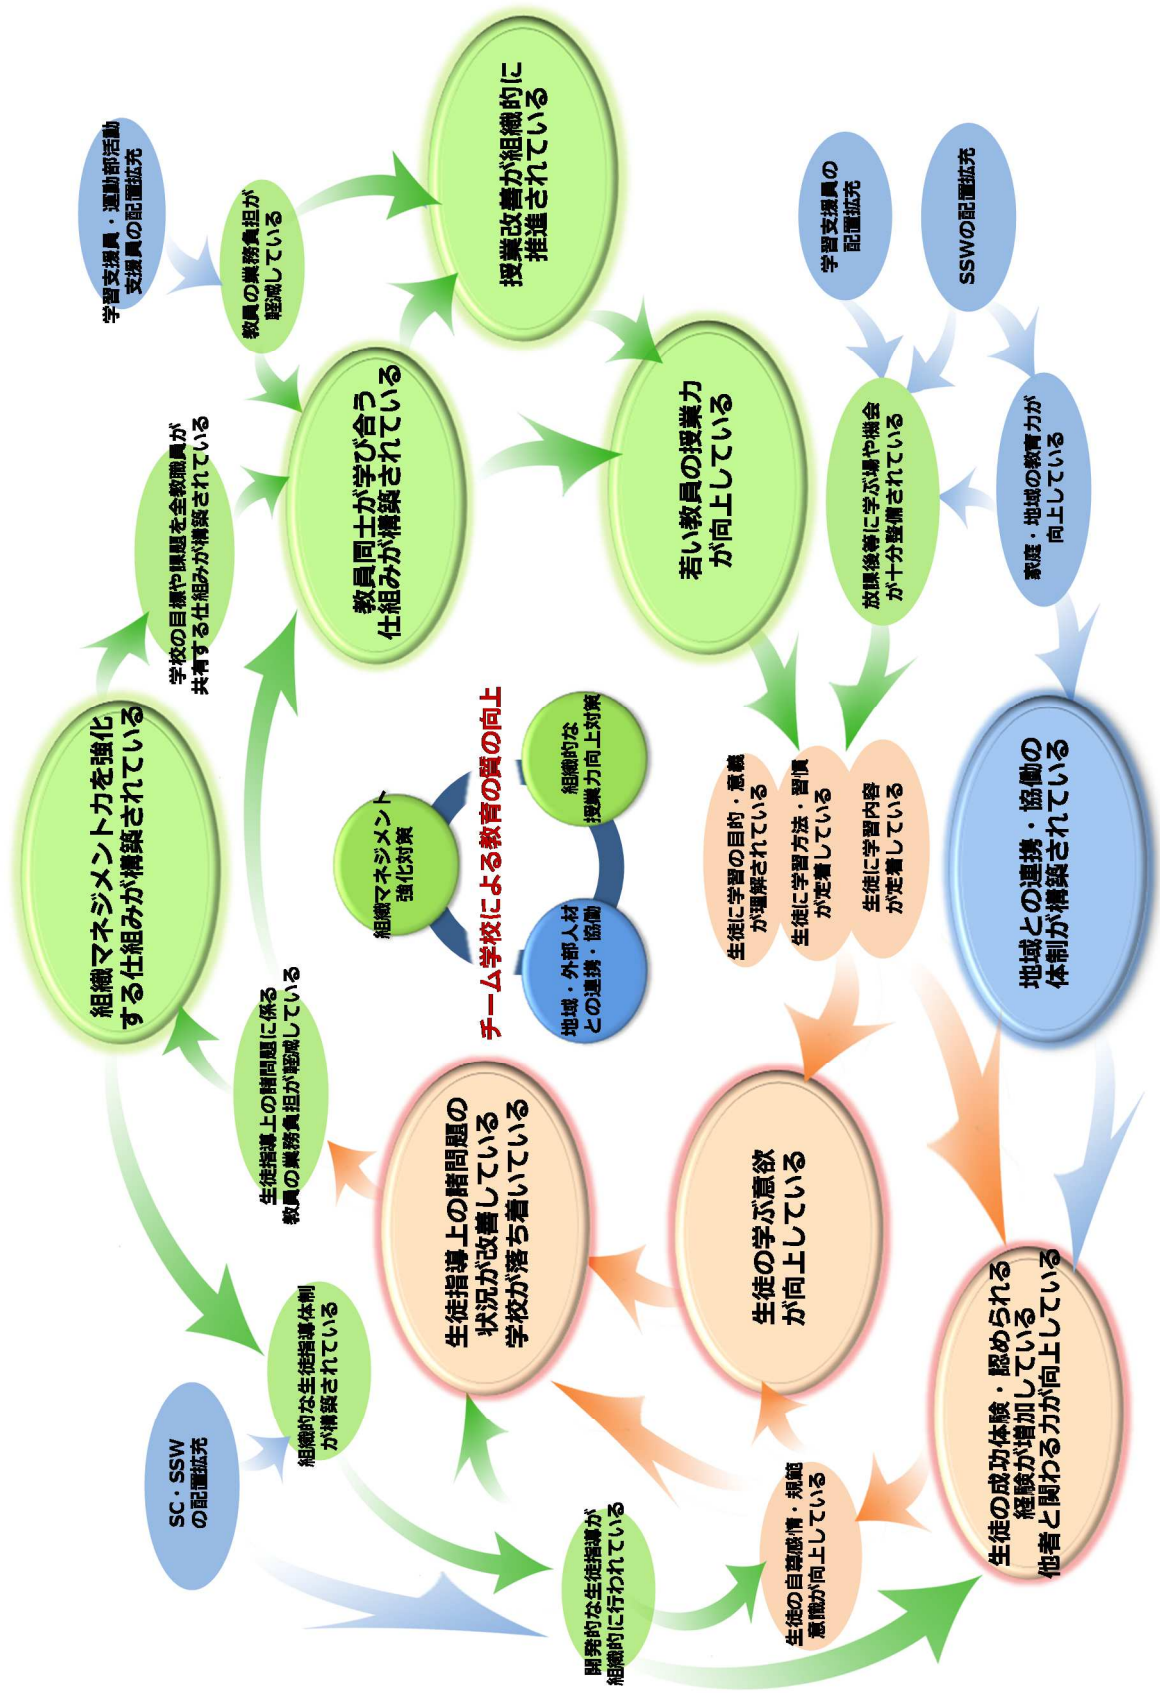 SC・SSW
の配置拡充
組織マネジメント力を強化
する仕組みが構築されている
学習支援員・運動部活動
支援員の配置拡充
学校の目標や課題を全教職員が
共有する仕組みが構築されている
教員の業務負担が
軽減している
生徒指導上の諸問題に係る
教員の業務負担が軽減している
組織的な生徒指導体制
が構築されている
教員同士が学び合う
仕組みが構築されている
組織マネジメント
強化対策
チーム学校による教育の質の向上
地域・外部人材
との連携・協働
組織的な
授業力向上対策
生徒指導上の諸問題の
状況が改善している
学校が落ち着いている
授業改善が組織的に
推進されている
開発的な生徒指導が
組織的に行われている
若い教員の授業力
が向上している
生徒の学ぶ意欲
が向上している
生徒に学習の目的・意義
が理解されている
生徒に学習方法・習慣
が定着している
生徒に学習内容
が定着している
生徒の自尊感情・規範
意識が向上している
放課後等に学ぶ場や機会
が十分整備されている
学習支援員の
配置拡充
SSWの配置拡充
家庭・地域の教育力が
向上している
地域との連携・協働の
体制が構築されている
生徒の成功体験・認められる
経験が増加している
他者と関わる力が向上している